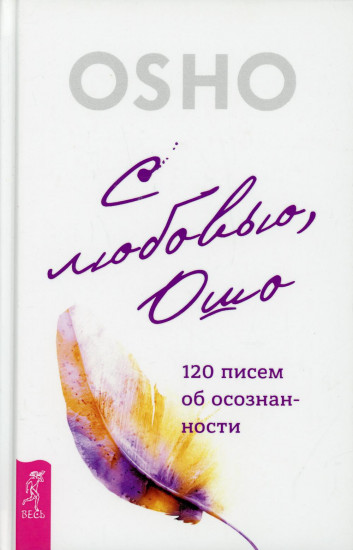 OSHO
С
любовью,
Ошо
120 писем
об осознан-
ности
ВЕСЬ